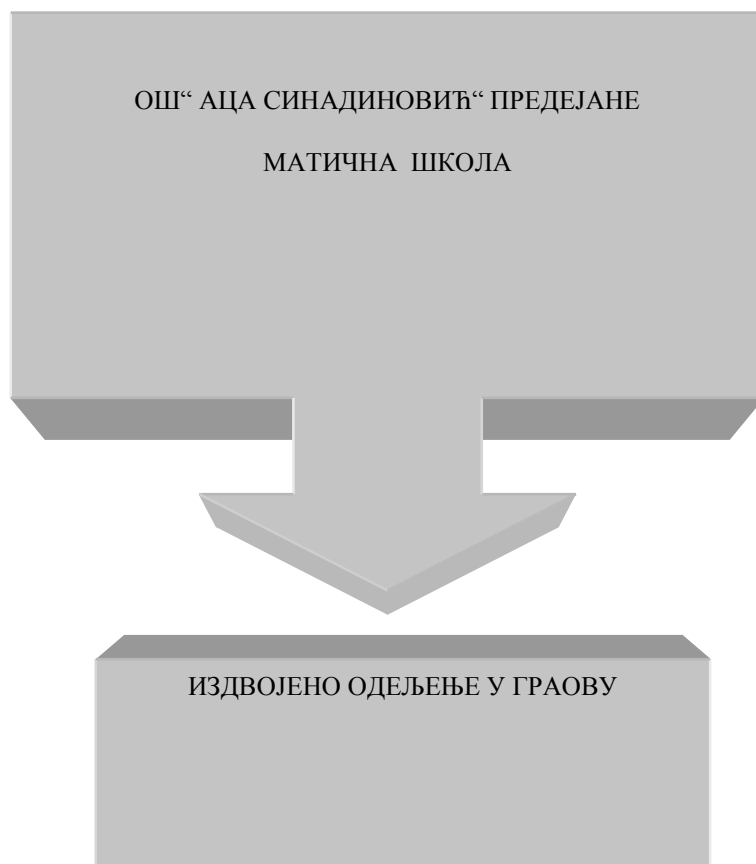 ОШ“ АЦА СИНАДИНОВИЋ“ ПРЕДЕЈАНЕ
МАТИЧНА ШКОЛА
ИЗДВОЈЕНО ОДЕЉЕЊЕ У ГРАОВУ